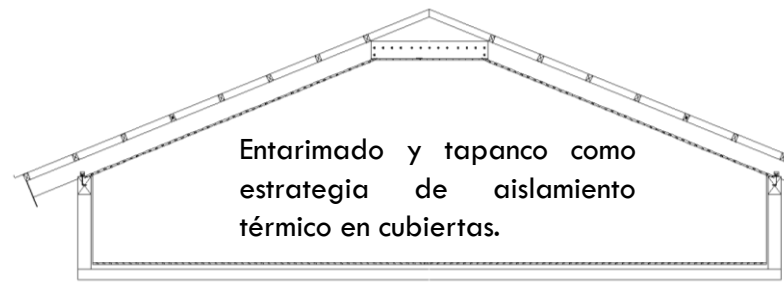 Entarimado y tapanco como
estrategia de aislamiento
térmico en cubiertas.